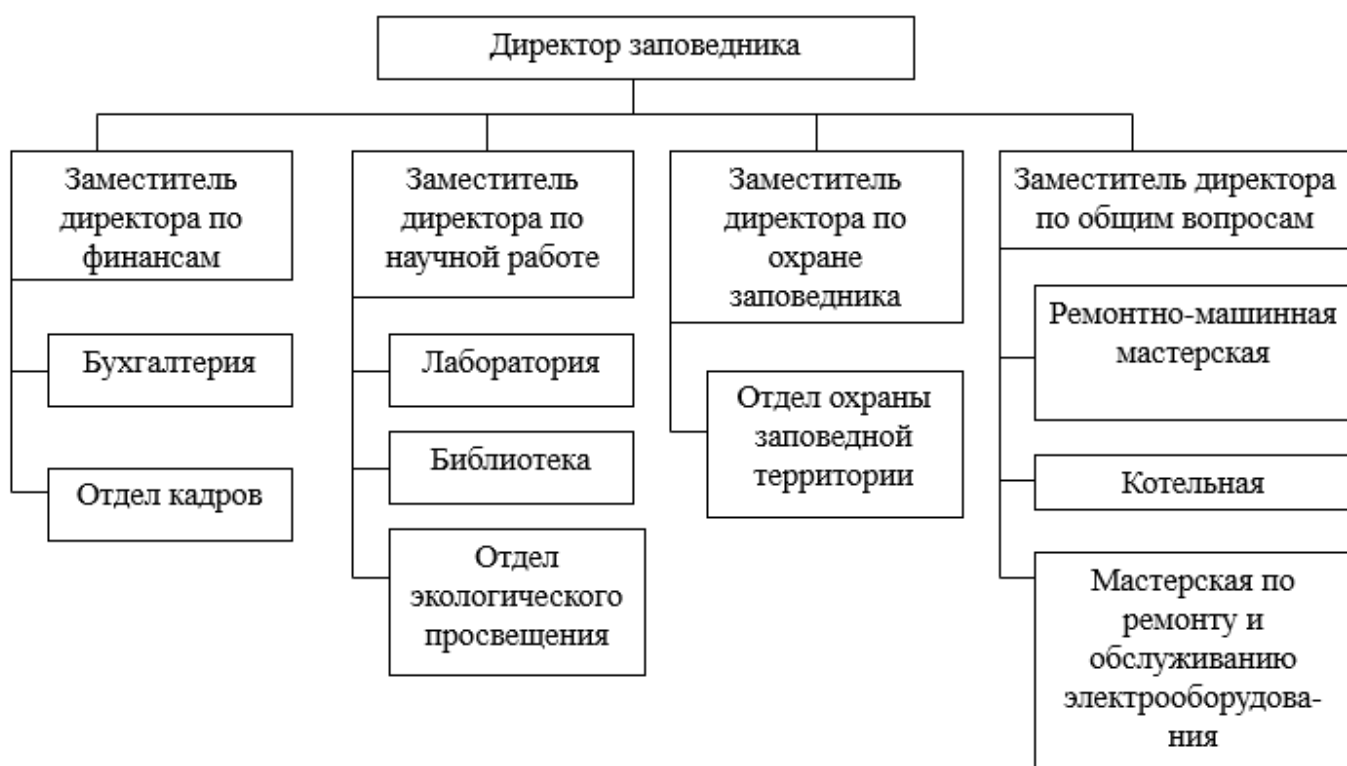 Директор заповедника
Заместитель
директора по
финансам
Бухгалтерия
Отдел кадров
Заместитель
директора по
научной работе
Лаборатория
Библиотека
Отдел
экологического
просвещения
Заместитель
директора по
охране
заповедника
Отдел охраны
заповедной
территории
Заместитель директора
по общим вопросам
Ремонтно-машинная
мастерская
Котельная
Мастерская по
ремонту и
обслуживанию
электрооборудова-
ния